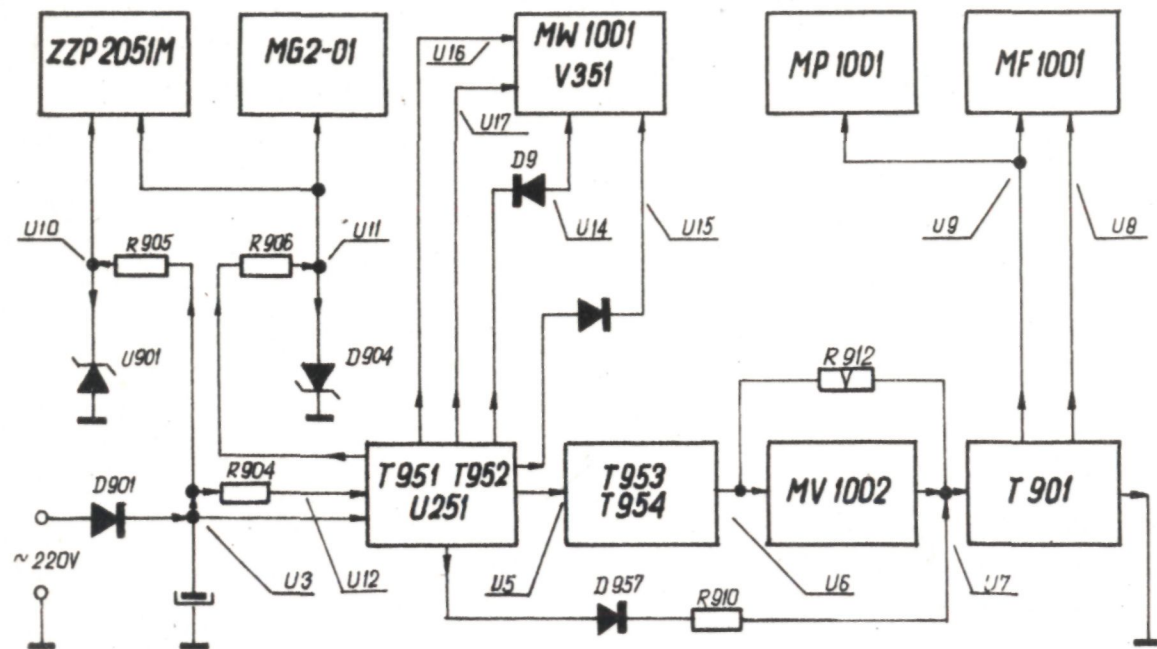 ZZP 2051M
MG2-01
MW 1001
V351
MP 1001
MF 1001
U16
U17
D9
U14
U15
U9
U8
U10
R905
R906
U11
U901
D904
R912
D901
R904
T951 T952
U251
T953
T954
MV 1002
T901
~ 220V
U3
U12
U5
D957
R910
U6
U7